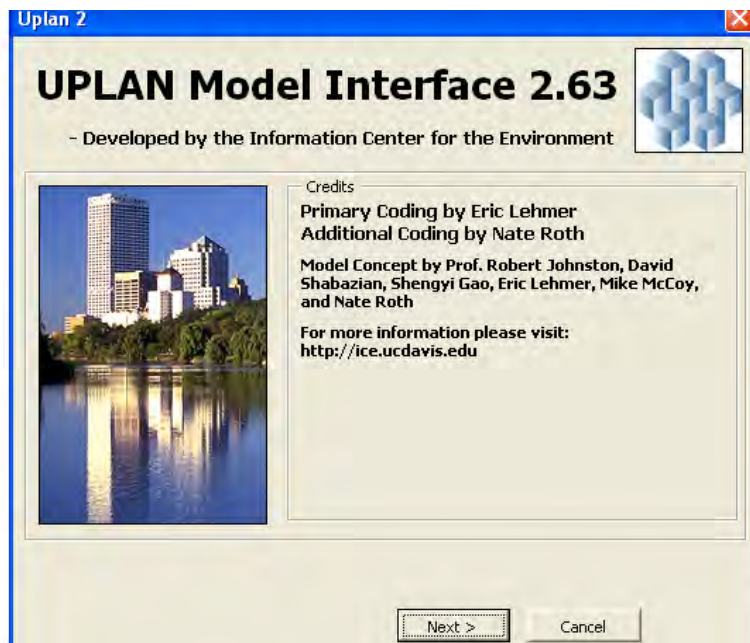 Uplan 2
UPLAN Model Interface 2.63
- Developed by the Information Center for the Environment
Credits
Primary Coding by Eric Lehmer
Additional Coding by Nate Roth
Model Concept by Prof. Robert Johnston, David
Shabazian, Shengyi Gao, Eric Lehmer, Mike McCoy,
and Nate Roth
For more information please visit:
http://ice.ucdavis.edu
Next >
Cancel